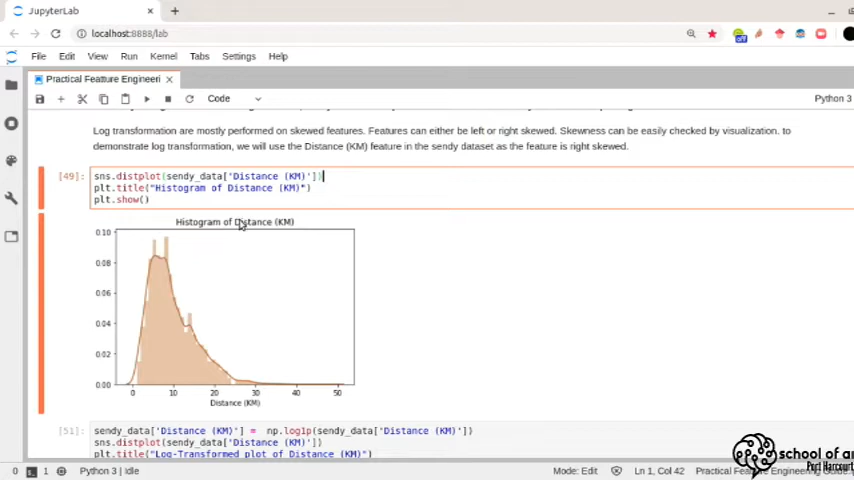 JupyterLab
localhost:8888/lab
off
File Edit View Run Kernel Tabs Settings Help
Practical Feature Engineeri
Code
Python 3
Log transformation are mostly performed on skewed features. Features can either be left or right skewed. Skewness can be easily checked by visualization. to
demonstrate log transformation, we will use the Distance (KM) feature in the sendy dataset as the feature is right skewed.
[49]: sns.distplot(sendy_data['Distance (KM)'])
plt.title("Histogram of Distance (KM)")
plt.show()
Histogram of Distance (KM)
0.10
0.08
0.06
0.04
0.02
0.00
0 10 20 30 40 50
Distance (KM)
[51]: sendy_data['Distance (KM)'] = np.log1p(sendy_data['Distance (KM)'])
sns.distplot(sendy_data['Distance (KM)'])
plt.title("Log-Transformed plot of Distance (KM)")
school of a
Port Harcourt
0 1 Python 3 | Idle Mode: Edit Ln 1, Col 42 Practical Feature Engineering Guide